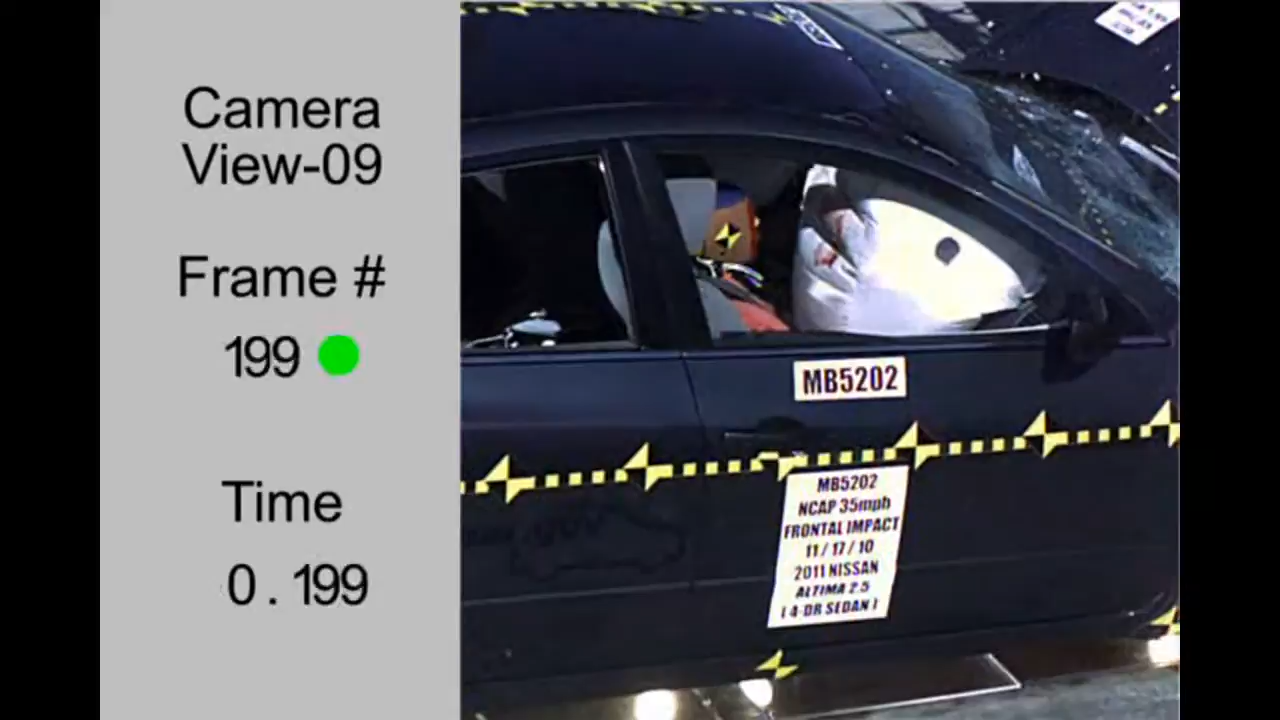 Camera
View-09
Frame #
199
Time
0.199
MB5202
MB5202
NCAP 35mph
FRONTAL IMPACT
11/17/10
2011 NISSAN
ALTIMA 2.5
(4-DR SEDAN)